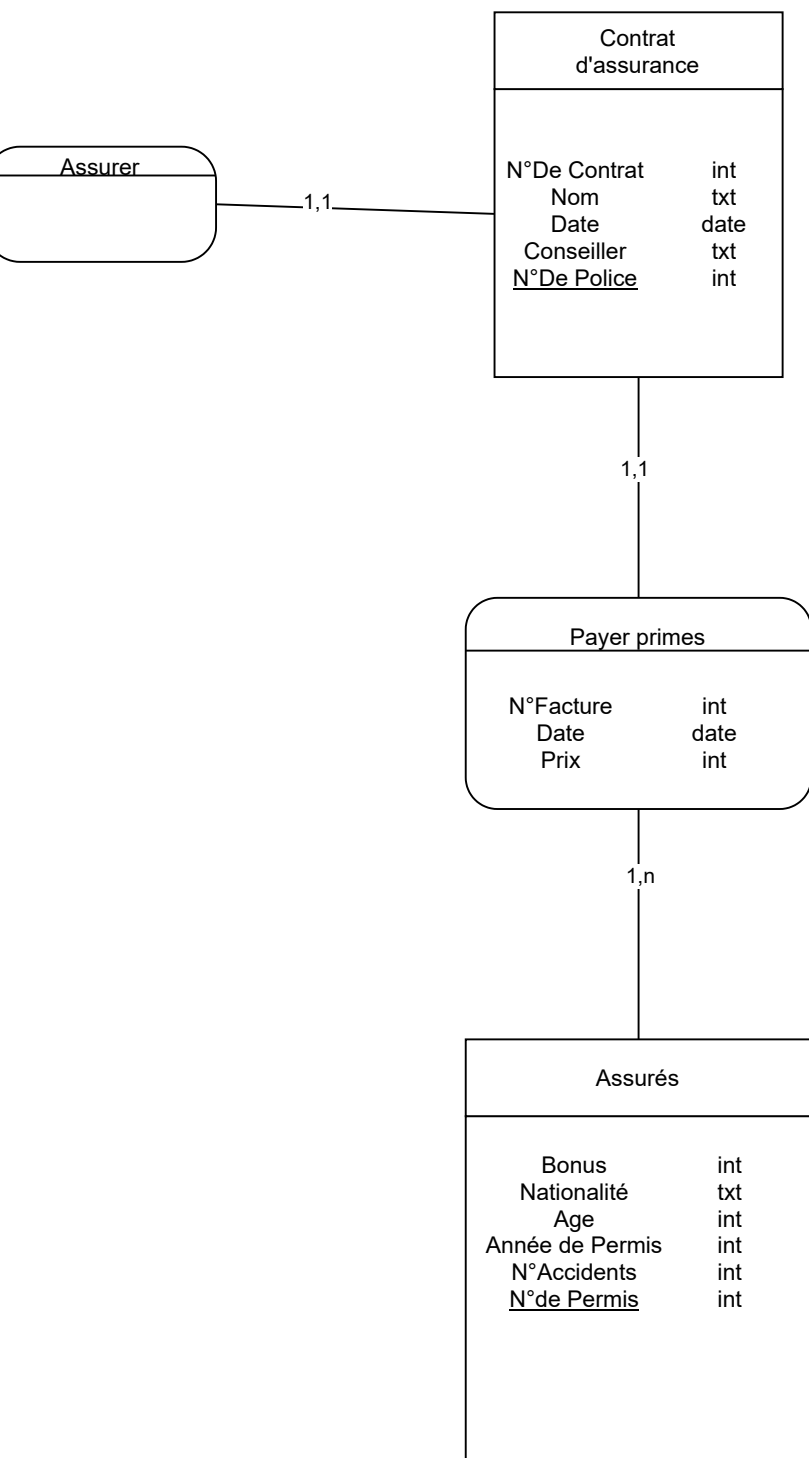 Contrat
d'assurance
Assurer
N°De Contrat int
Nom txt
1,1
Date date
Conseiller txt
N°De Police int
1,1
Payer primes
N°Facture int
Date date
Prix int
1,n
Assurés
Bonus int
Nationalité txt
Age int
Année de Permis int
N°Accidents int
N°de Permis int